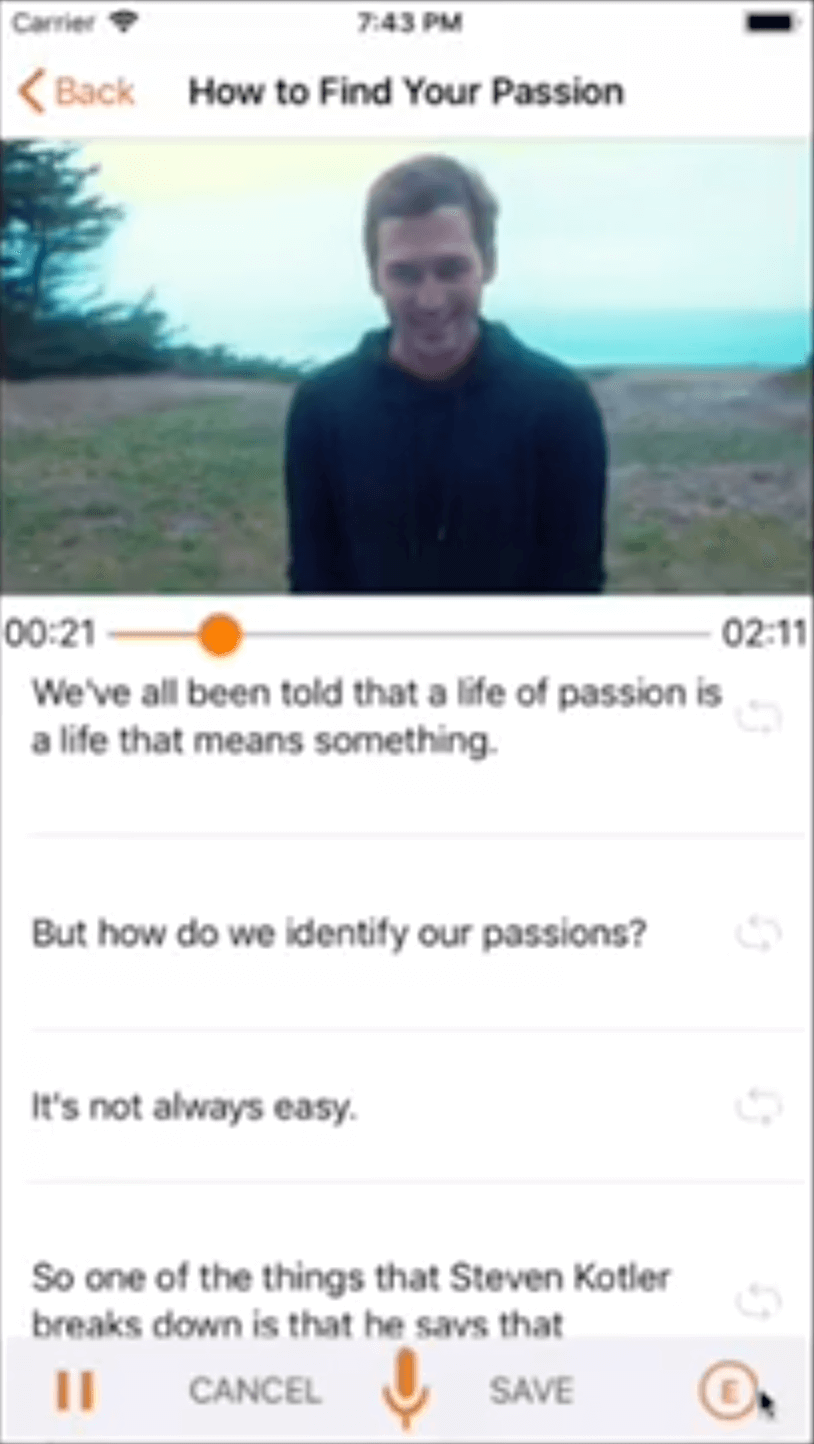 Carrier 7:43 PM
Back How to Find Your Passion
00:21 02:11
We've all been told that a life of passion is
a life that means something.
But how do we identify our passions?
It's not always easy.
So one of the things that Steven Kotler
breaks down is that he says that
CANCEL SAVE E